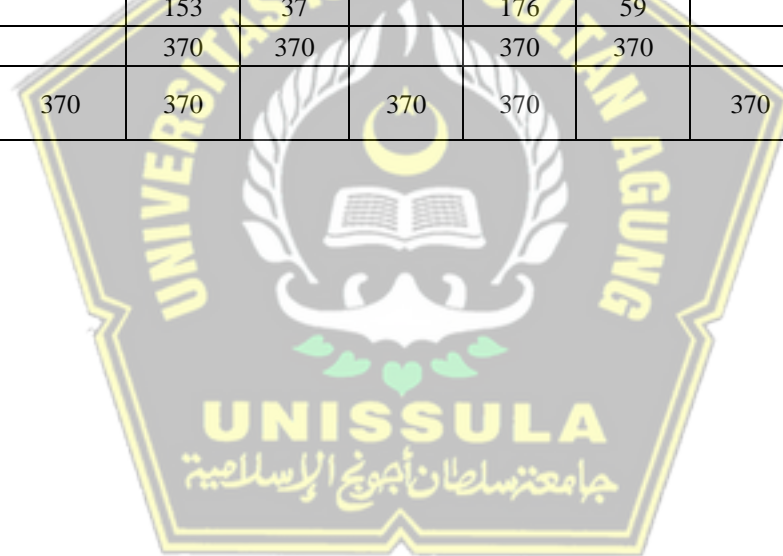 153 37 176 59
370 370 370 370
370 370 370 370 370
UNIVERSITAS ISLAM SULTAN AGUNG
UNISSULA
جامعتسلطان أجونج الإسلامية